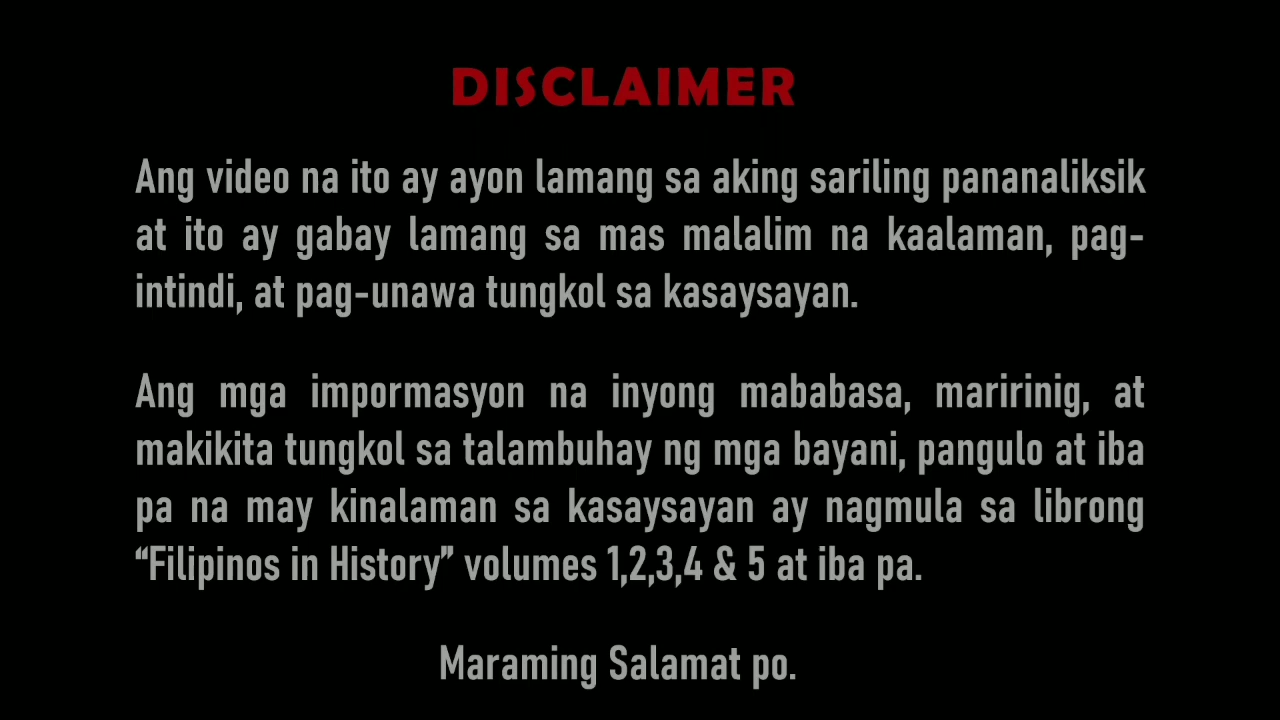 DISCLAIMER
Ang video na ito ay ayon lamang sa aking sariling pananaliksik
at ito ay gabay lamang sa mas malalim na kaalaman, pag-
intindi, at pag-unawa tungkol sa kasaysayan.
Ang mga impormasyon na inyong mababasa, maririnig, at
makikita tungkol sa talambuhay ng mga bayani, pangulo at iba
pa na may kinalaman sa kasaysayan ay nagmula sa librong
“Filipinos in History” volumes 1,2,3,4 & 5 at iba pa.
Maraming Salamat po.